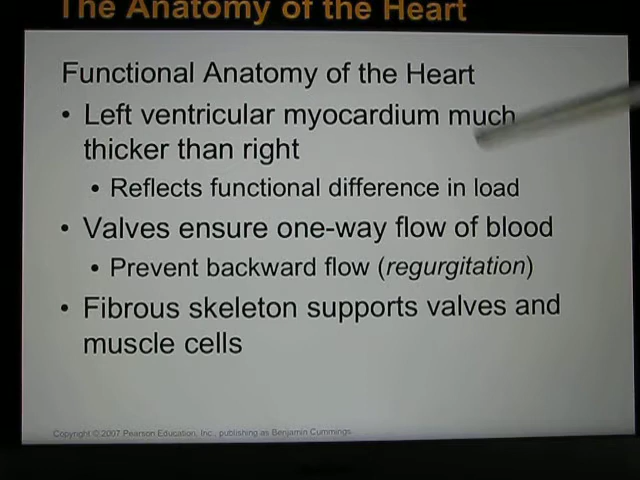 The Anatomy of the Heart
Functional Anatomy of the Heart
• Left ventricular myocardium much
thicker than right
• Reflects functional difference in load
• Valves ensure one-way flow of blood
• Prevent backward flow (regurgitation)
• Fibrous skeleton supports valves and
muscle cells
Copyright © 2007 Pearson Education, Inc., publishing as Benjamin Cummings